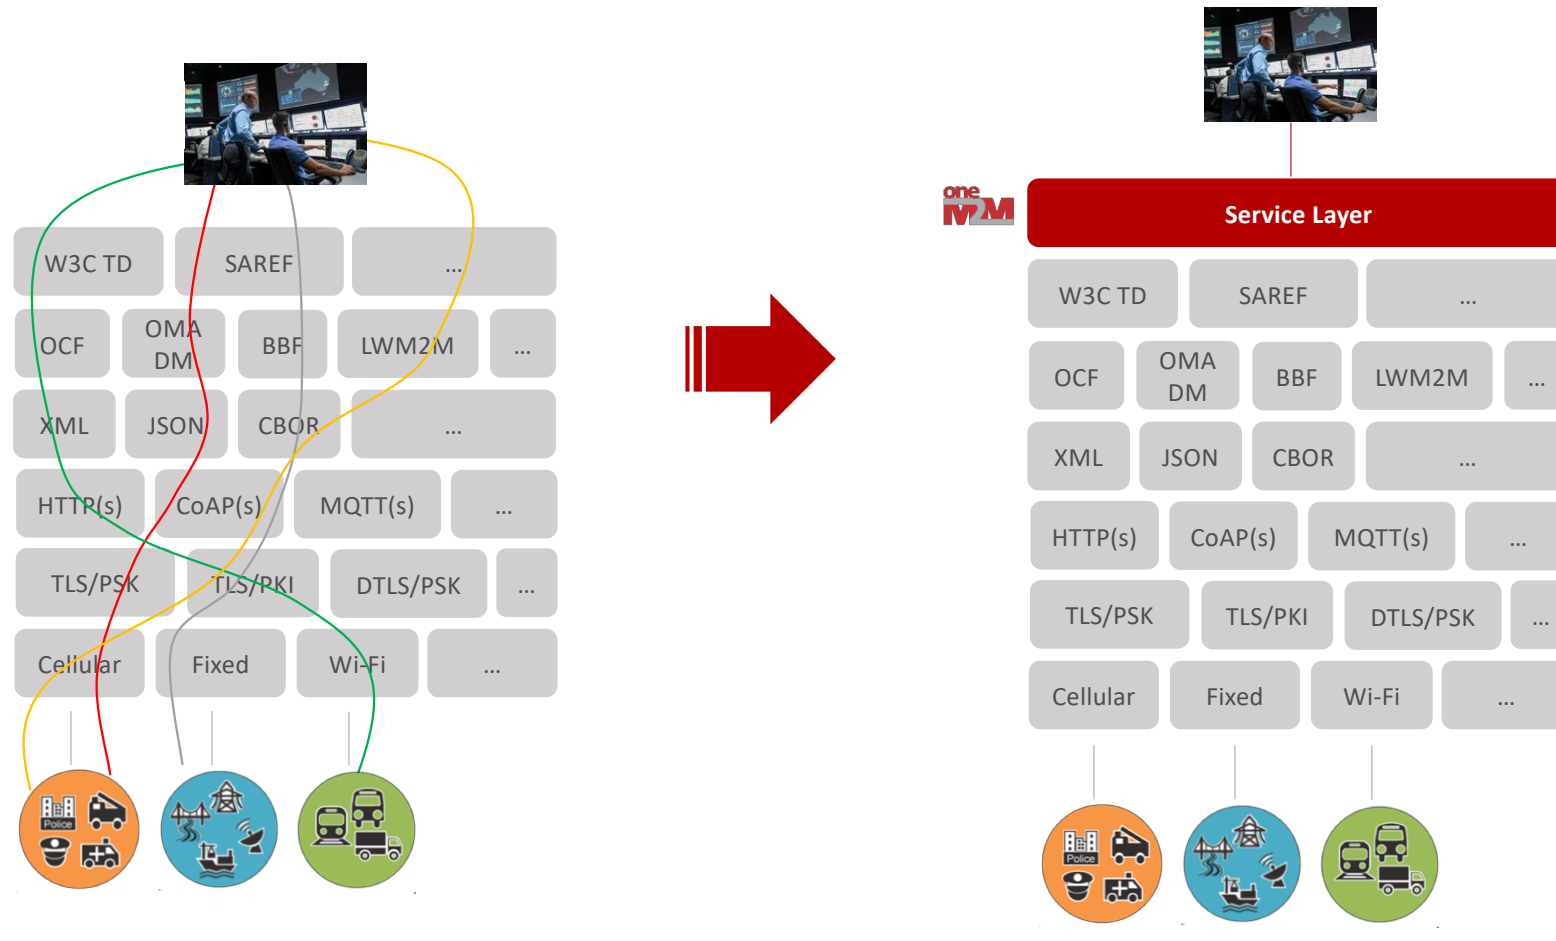 W3C TD SAREF ...
OCF OMA DM BBF LWM2M ...
XML JSON CBOR ...
HTTP(s) CoAP(s) MQTT(s) ...
TLS/PSK TLS/PKI DTLS/PSK ...
Cellular Fixed Wi-Fi ...
Police
one
M2M
Service Layer
W3C TD SAREF ...
OCF OMA DM BBF LWM2M ...
XML JSON CBOR ...
HTTP(s) CoAP(s) MQTT(s) ...
TLS/PSK TLS/PKI DTLS/PSK ...
Cellular Fixed Wi-Fi ...
Police